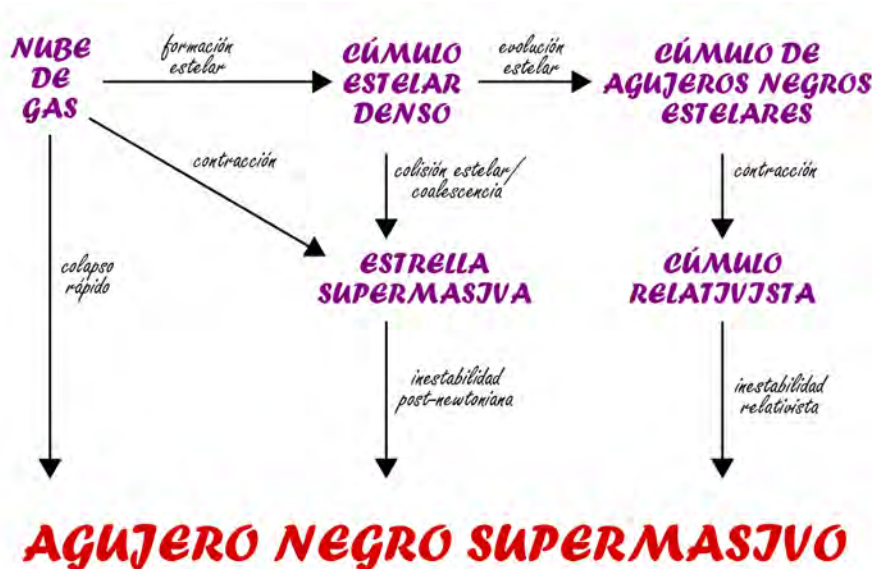 NUBE
DE
GAS
formación
estelar
CÚMULO
ESTELAR
DENSO
evolución
estelar
CÚMULO DE
AGUJEROS NEGROS
ESTELARES
contracción
colisión estelar/
coalescencia
contracción
colapso
rápido
ESTRELLA
SUPERMASIVA
CÚMULO
RELATIVISTA
inestabilidad
post-newtoniana
inestabilidad
relativista
AGUJERO NEGRO SUPERMASIVO